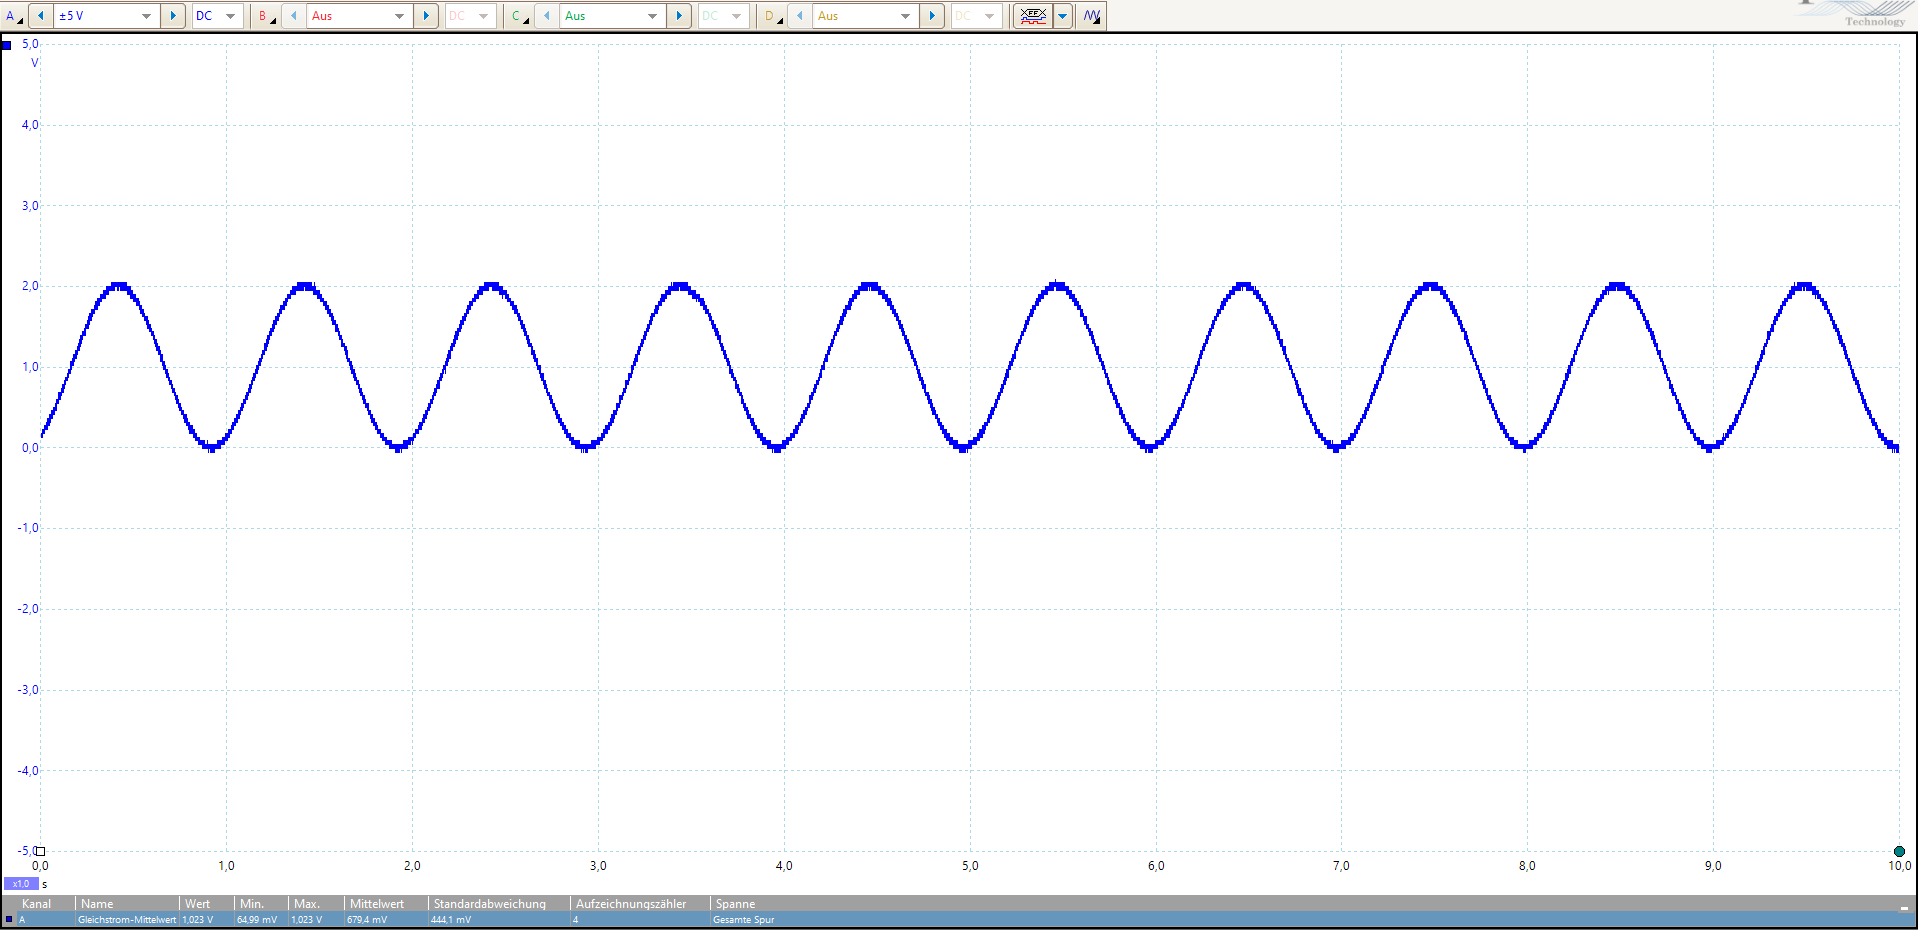 A ±5 V DC B Aus DC C Aus DC D Aus DC
Technology
5,0
V
4,0
3,0
2,0
1,0
0,0
-1,0
-2,0
-3,0
-4,0
-5,0
0,0 1,0 2,0 3,0 4,0 5,0 6,0 7,0 8,0 9,0 10,0
x1,0 s
Kanal Name Wert Min. Max. Mittelwert Standardabweichung Aufzeichnungszähler Spanne
A Gleichstrom-Mittelwert 1,023 V 64,99 mV 1,023 V 679,4 mV 444,1 mV 4 Gesamte Spur